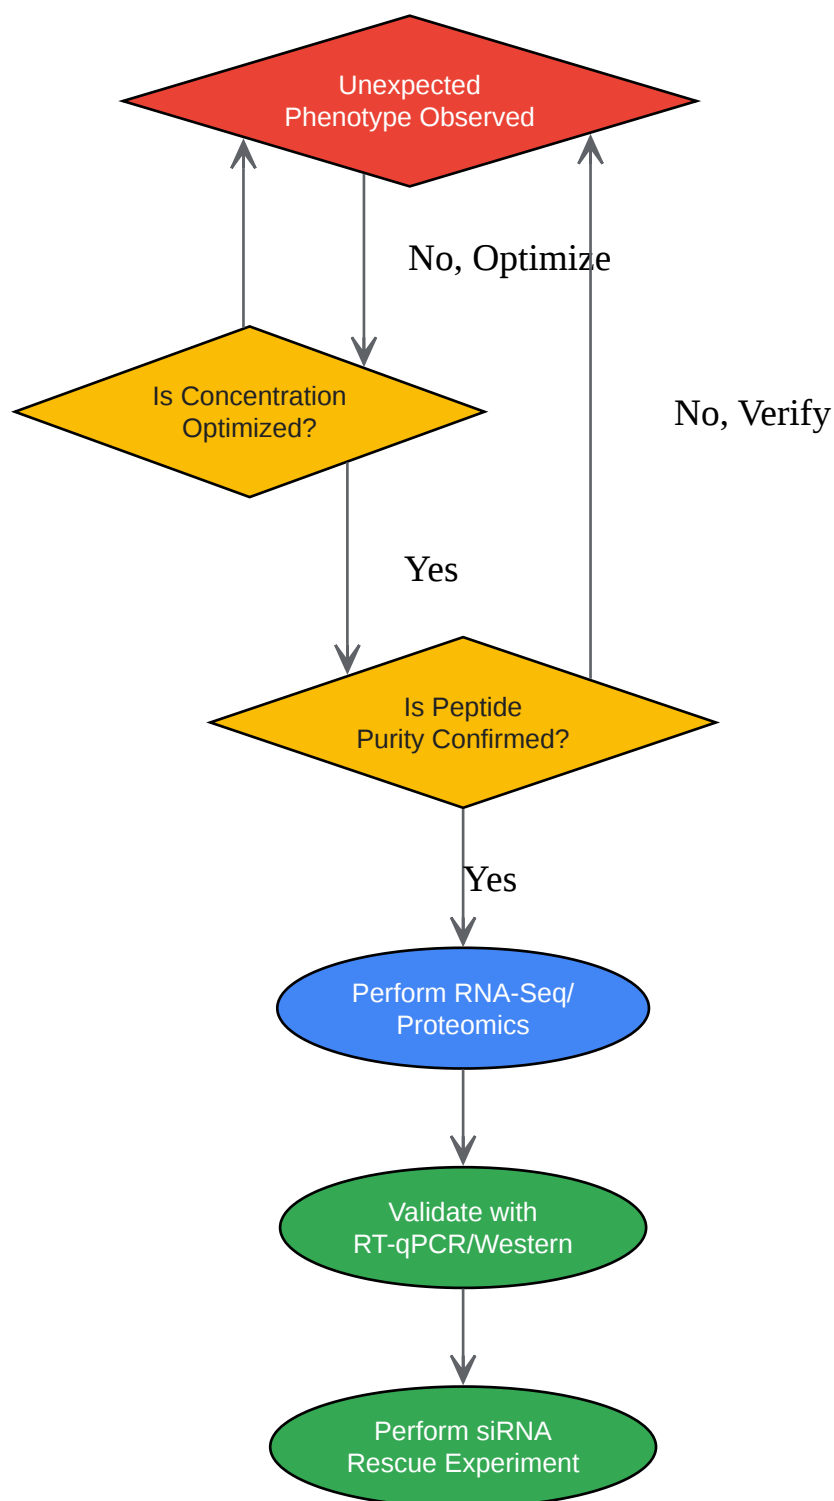 Unexpected
Phenotype Observed
No, Optimize
Is Concentration
Optimized?
No, Verify
Yes
Is Peptide
Purity Confirmed?
Yes
Perform RNA-Seq/
Proteomics
Validate with
RT-qPCR/Western
Perform siRNA
Rescue Experiment